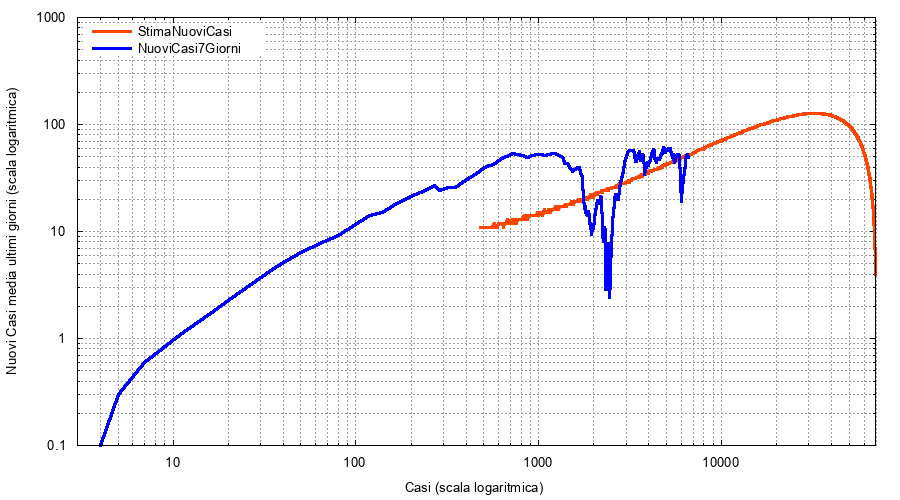 1000
StimaNuoviCasi
NuoviCasi7Giorni
100
10
1
0.1
Nuovi Casi media ultimi giorni (scala logaritmica)
10 100 1000 10000
Casi (scala logaritmica)